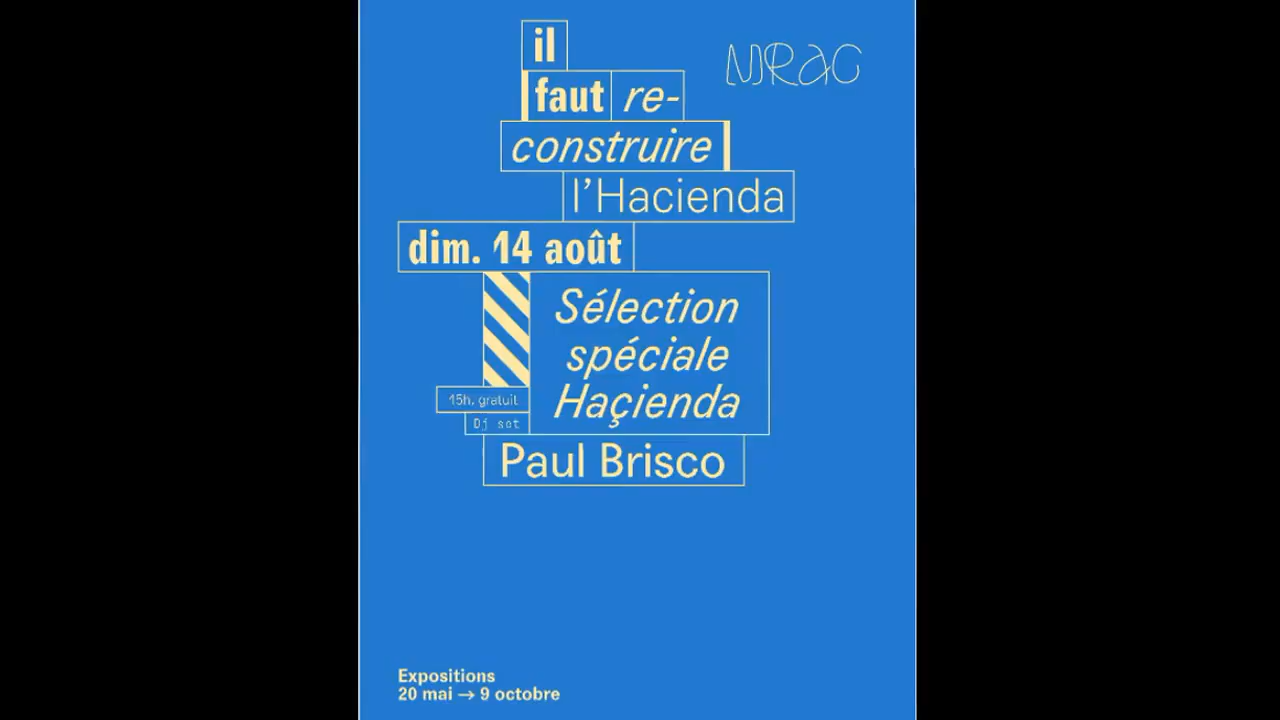 il
faut re-
construire
l’Hacienda
MRAC
dim. 14 août
Sélection
spéciale
Haçienda
15h, gratuit
Dj set
Paul Brisco
Expositions
20 mai → 9 octobre